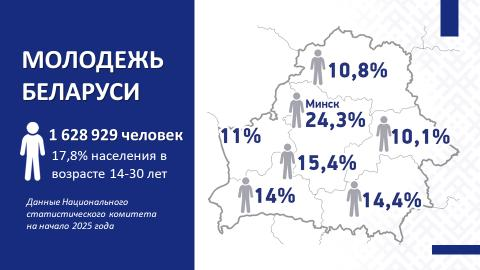 МОЛОДЕЖЬ
БЕЛАРУСИ
1 628 929 человек
17,8% населения в
возрасте 14-30 лет
Данные Национального
статистического комитета
на начало 2025 года
10,8%
Минск
24,3%
11%
10,1%
15,4%
14%
14,4%